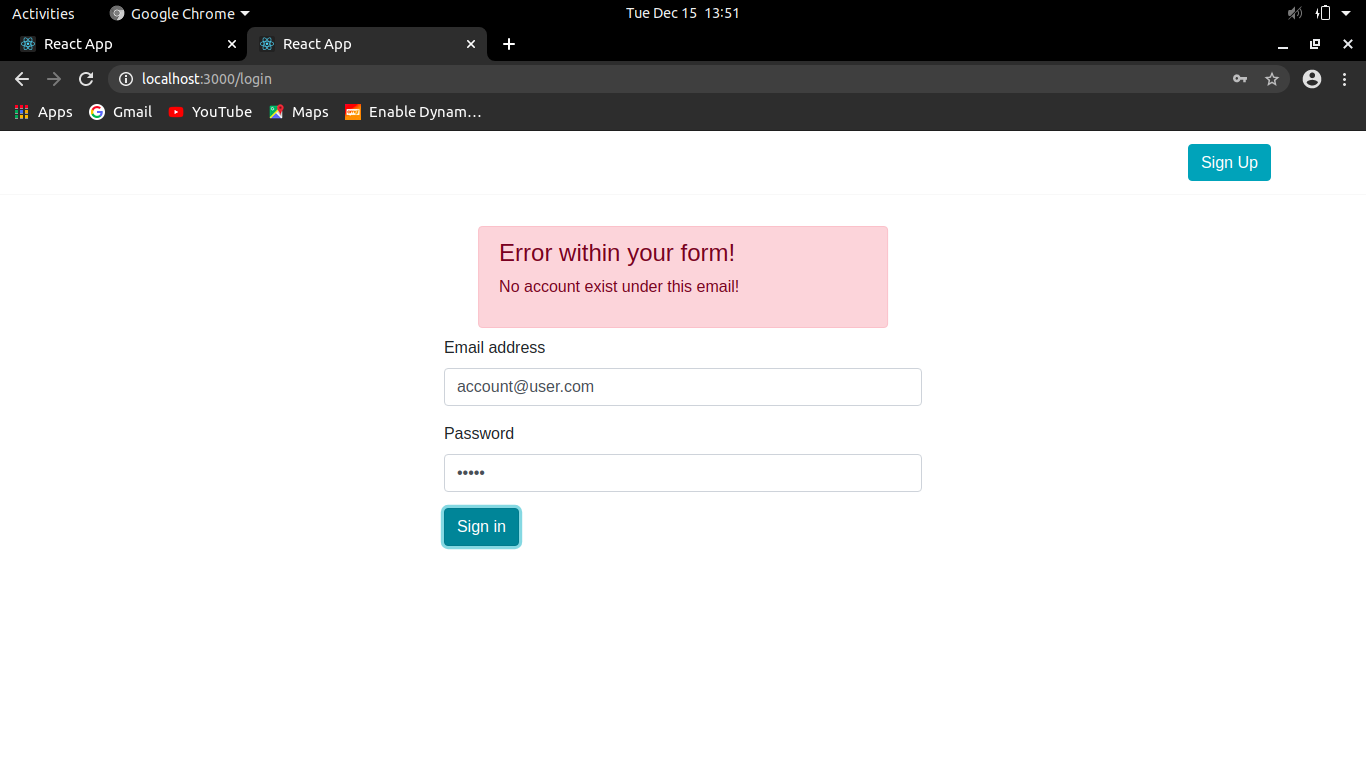 Activities Google Chrome Tue Dec 15 13:51
React App React App
localhost:3000/login
Apps Gmail YouTube Maps Enable Dynam...
Sign Up
Error within your form!
No account exist under this email!
Email address
account@user.com
Password
•••••
Sign in